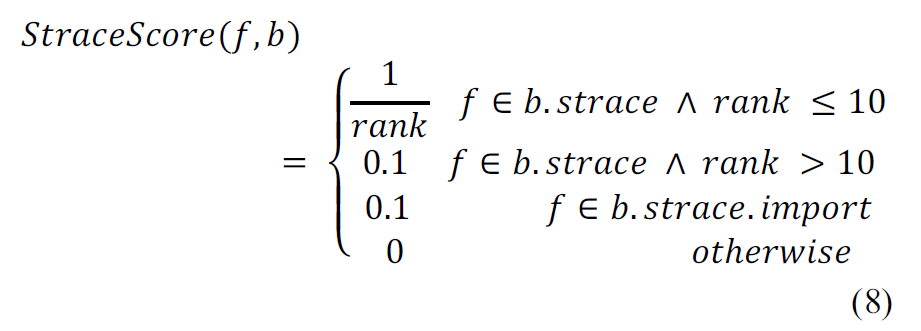 StraceScore(f,b)
= { 1/rank f ∈ b.strace ∧ rank ≤ 10
0.1 f ∈ b.strace ∧ rank > 10
0.1 f ∈ b.strace.import
0 otherwise
(8)